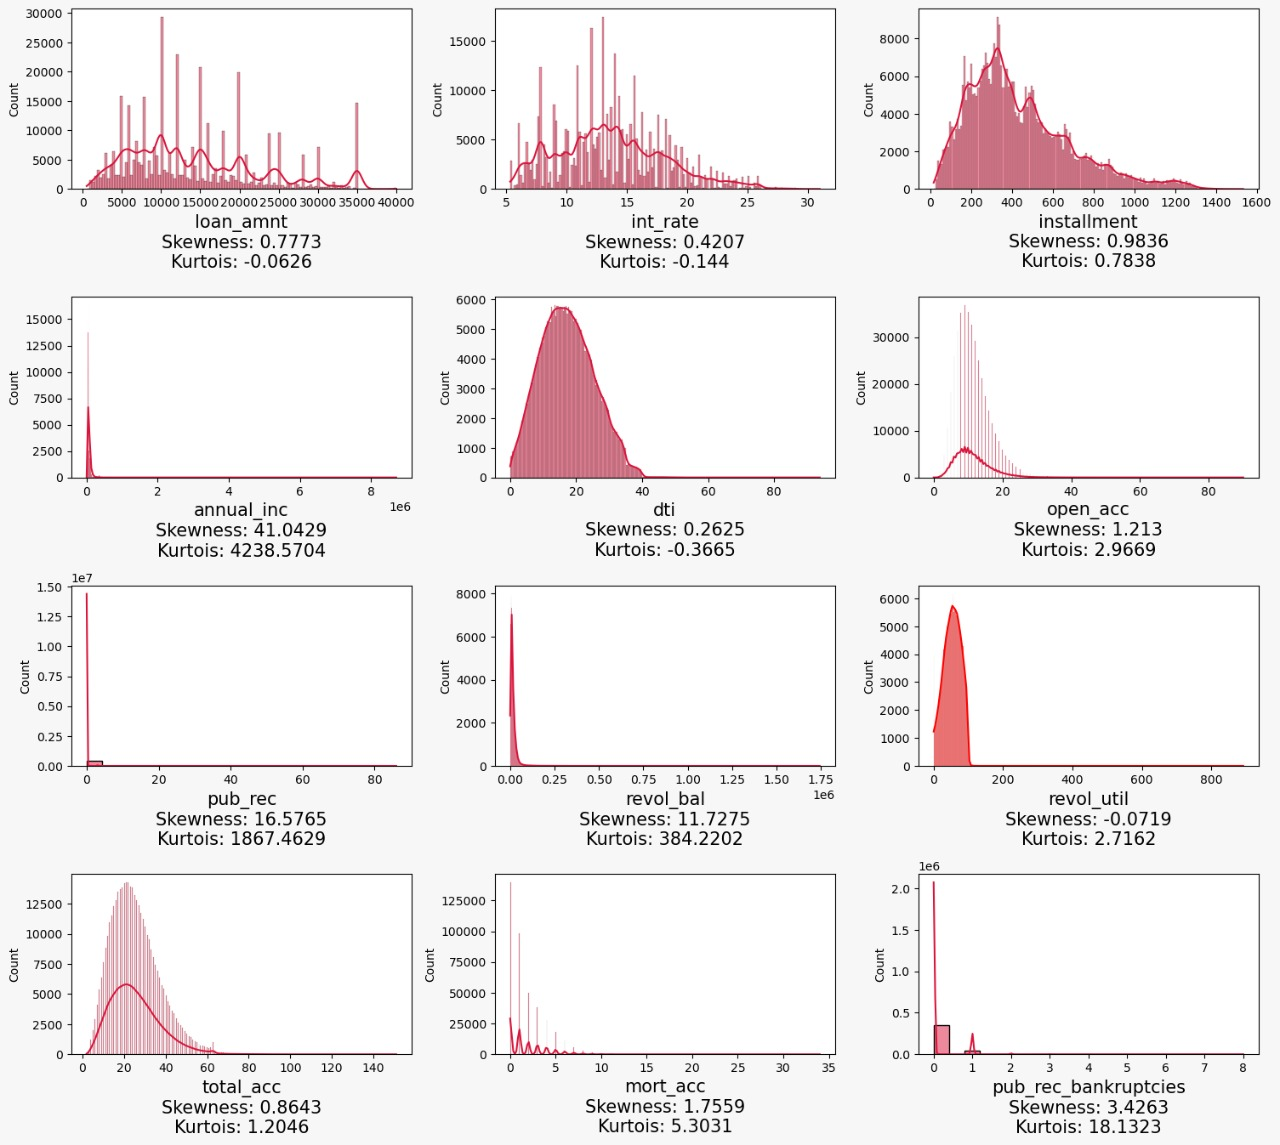 30000
25000
20000
15000
10000
5000
0
Count
0 5000 10000 15000 20000 25000 30000 35000 40000
loan_amnt
Skewness: 0.7773
Kurtois: -0.0626
15000
10000
5000
0
Count
5 10 15 20 25 30
int_rate
Skewness: 0.4207
Kurtois: -0.144
8000
6000
4000
2000
0
Count
0 200 400 600 800 1000 1200 1400 1600
installment
Skewness: 0.9836
Kurtois: 0.7838
15000
12500
10000
7500
5000
2500
0
Count
0 2 4 6 8
1e6
annual_inc
Skewness: 41.0429
Kurtois: 4238.5704
6000
5000
4000
3000
2000
1000
0
Count
0 20 40 60 80
dti
Skewness: 0.2625
Kurtois: -0.3665
30000
20000
10000
0
Count
0 20 40 60 80
open_acc
Skewness: 1.213
Kurtois: 2.9669
1e7
1.50
1.25
1.00
0.75
0.50
0.25
0.00
Count
0 20 40 60 80
pub_rec
Skewness: 16.5765
Kurtois: 1867.4629
8000
6000
4000
2000
0
Count
0.00 0.25 0.50 0.75 1.00 1.25 1.50 1.75
1e6
revol_bal
Skewness: 11.7275
Kurtois: 384.2202
6000
5000
4000
3000
2000
1000
0
Count
0 200 400 600 800
revol_util
Skewness: -0.0719
Kurtois: 2.7162
12500
10000
7500
5000
2500
0
Count
0 20 40 60 80 100 120 140
total_acc
Skewness: 0.8643
Kurtois: 1.2046
125000
100000
75000
50000
25000
0
Count
0 5 10 15 20 25 30 35
mort_acc
Skewness: 1.7559
Kurtois: 5.3031
1e6
2.0
1.5
1.0
0.5
0.0
Count
0 1 2 3 4 5 6 7 8
pub_rec_bankruptcies
Skewness: 3.4263
Kurtois: 18.1323